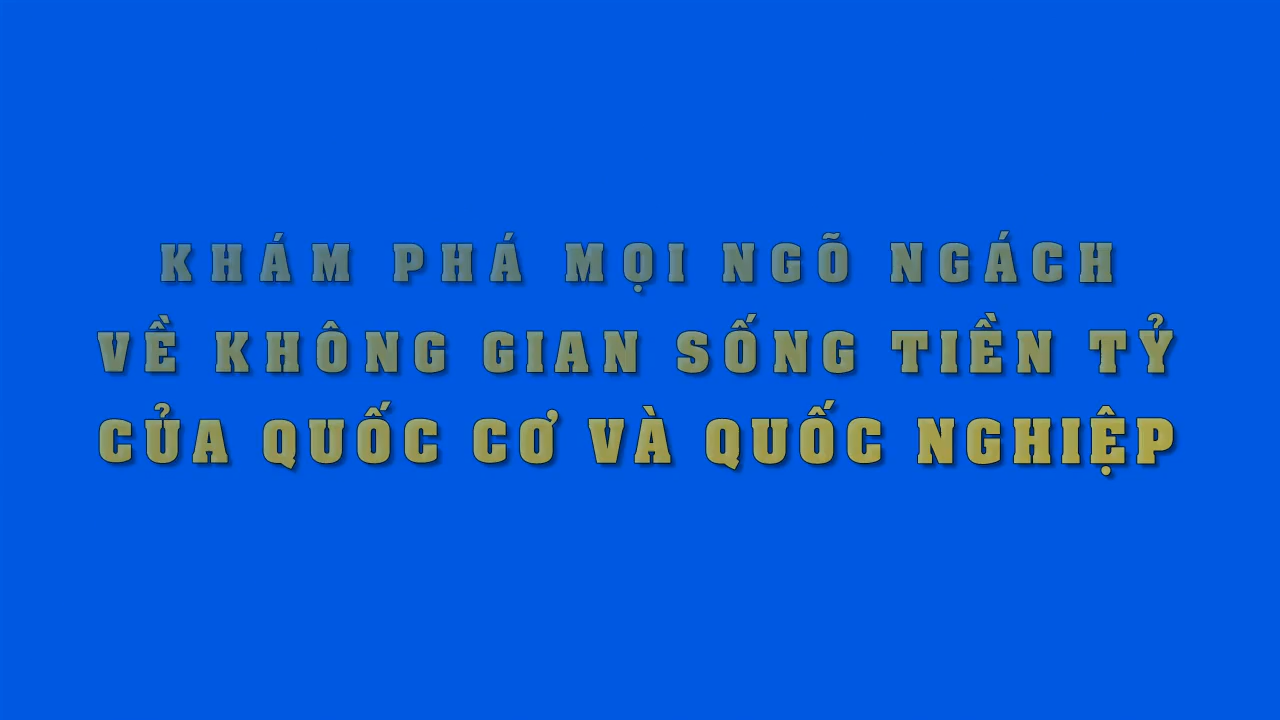 KHÁM PHÁ MỌI NGÕ NGÁCH
VỀ KHÔNG GIAN SỐNG TIỀN TỶ
CỦA QUỐC CƠ VÀ QUỐC NGHIỆP